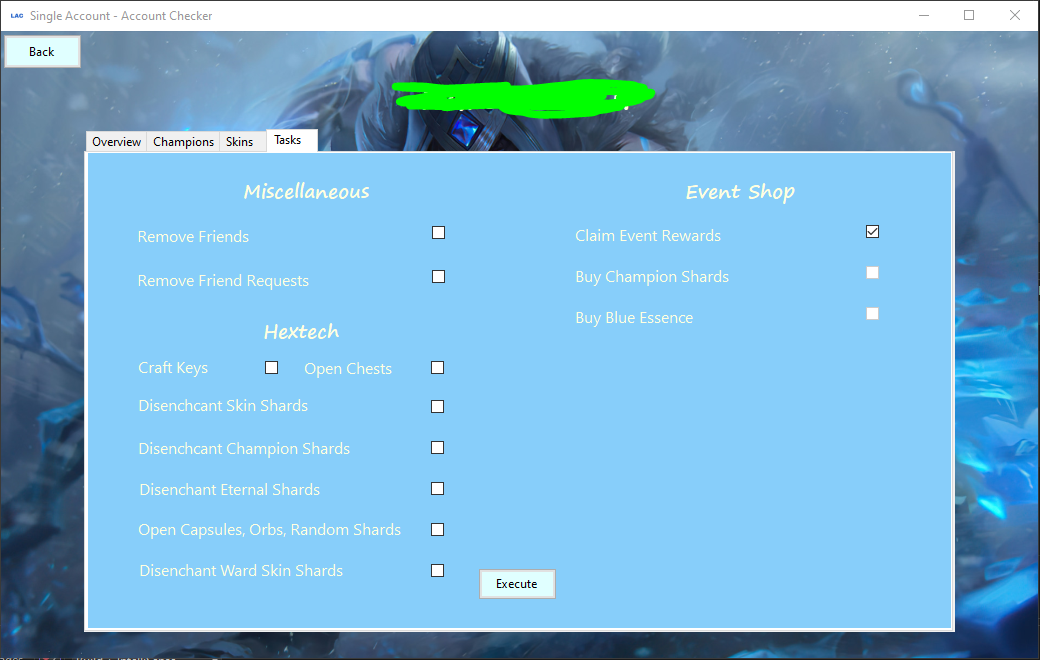 LAC Single Account - Account Checker
Back
Overview Champions Skins Tasks
Miscellaneous
Remove Friends
Remove Friend Requests
Hextech
Craft Keys Open Chests
Disenchcant Skin Shards
Disenchcant Champion Shards
Disenchant Eternal Shards
Open Capsules, Orbs, Random Shards
Disenchant Ward Skin Shards
Event Shop
Claim Event Rewards
Buy Champion Shards
Buy Blue Essence
Execute